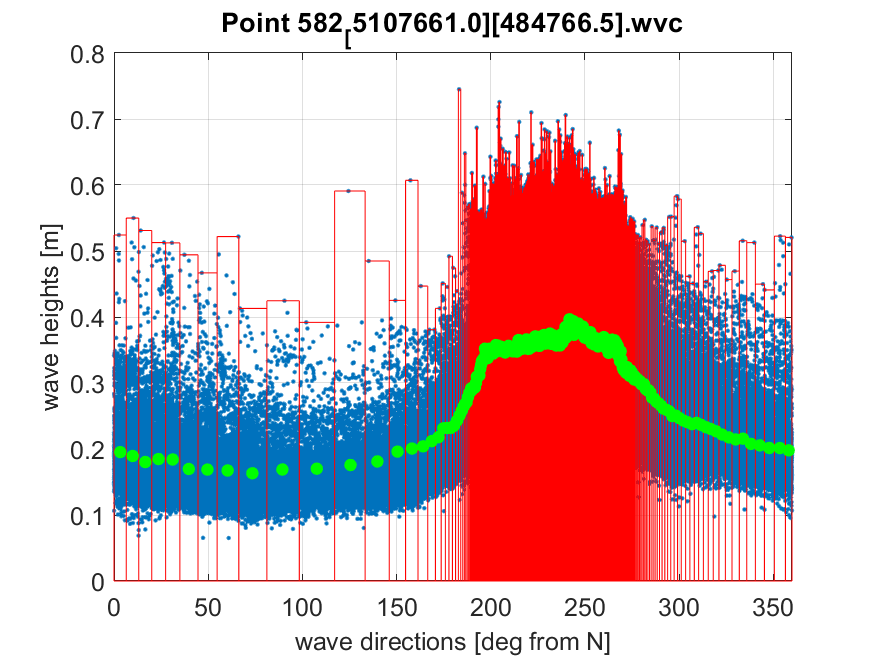 Point 582[5107661.0][484766.5].wvc
0.8
0.7
0.6
0.5
0.4
0.3
0.2
0.1
0
wave heights [m]
0 50 100 150 200 250 300 350
wave directions [deg from N]